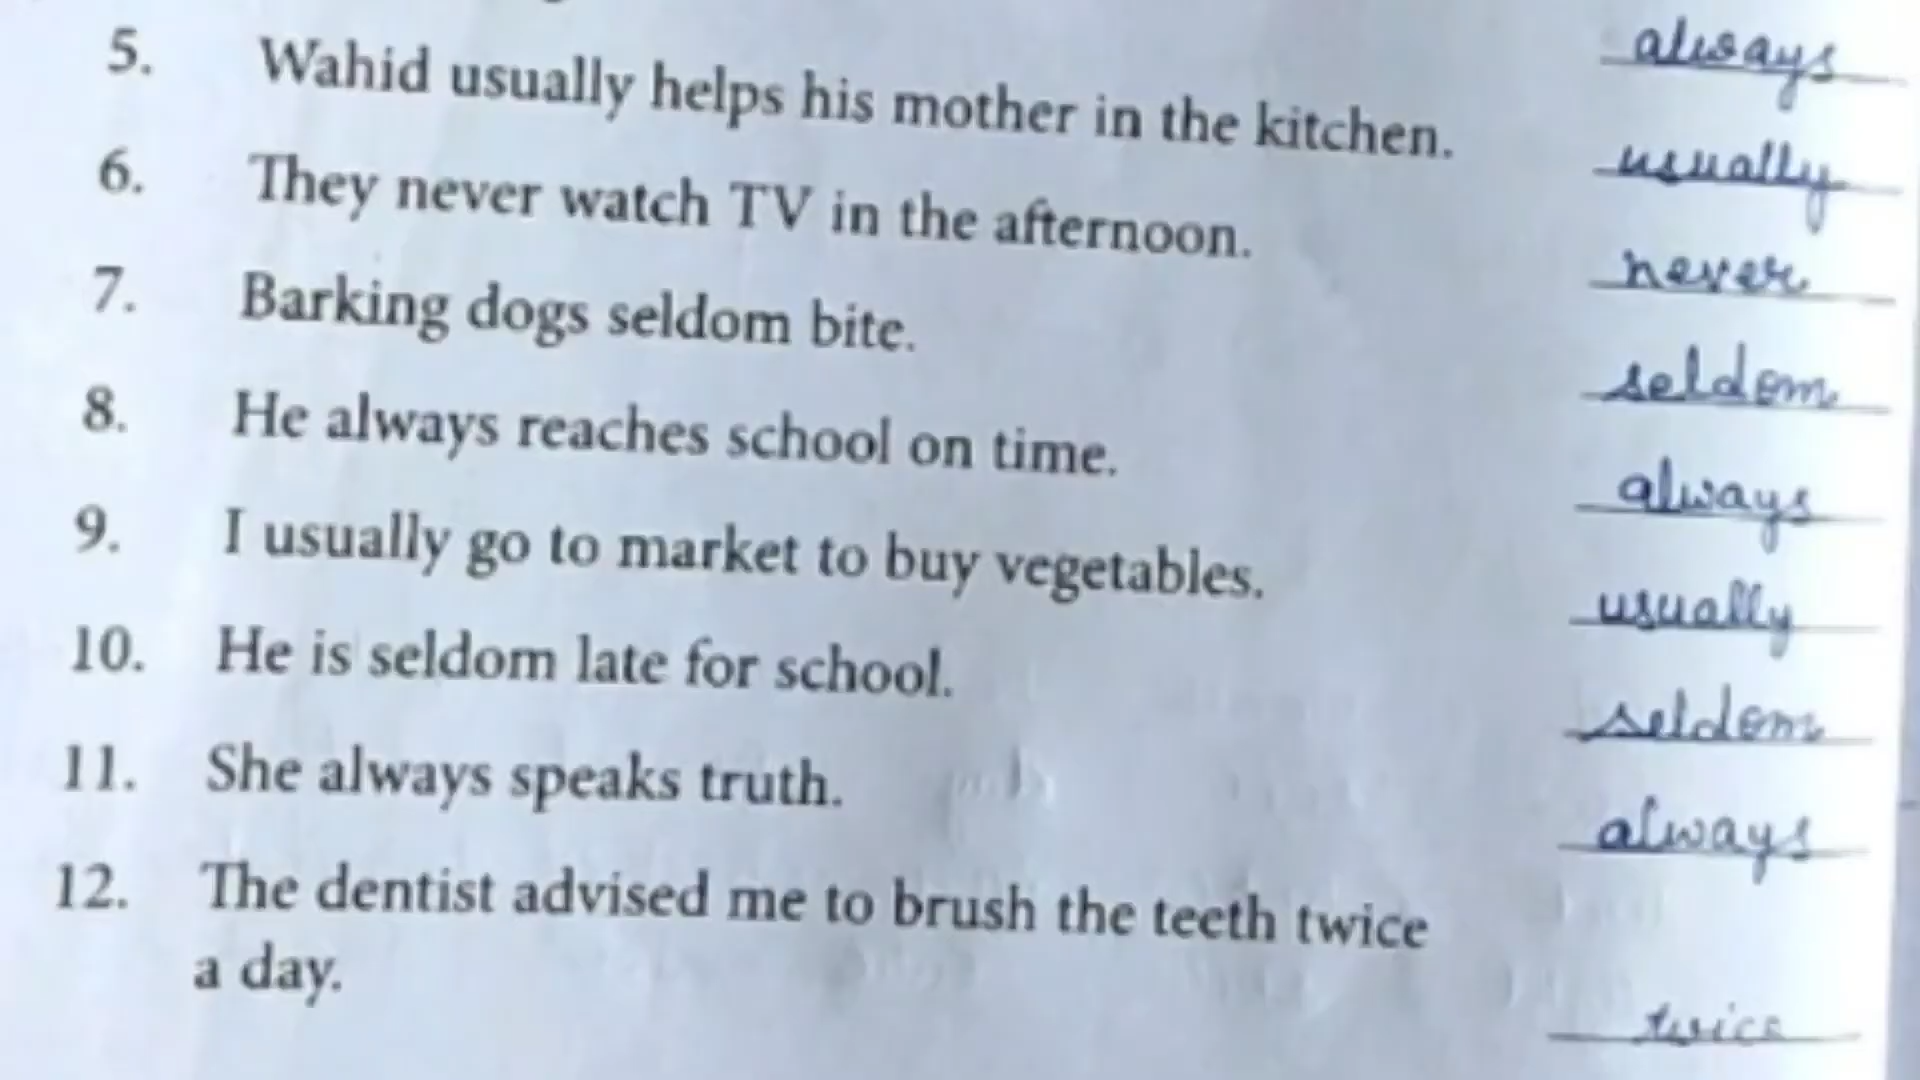 always
5. Wahid usually helps his mother in the kitchen. usually
6. They never watch TV in the afternoon. never
7. Barking dogs seldom bite. seldom
8. He always reaches school on time. always
9. I usually go to market to buy vegetables. usually
10. He is seldom late for school. seldom
11. She always speaks truth. always
12. The dentist advised me to brush the teeth twice
a day. twice